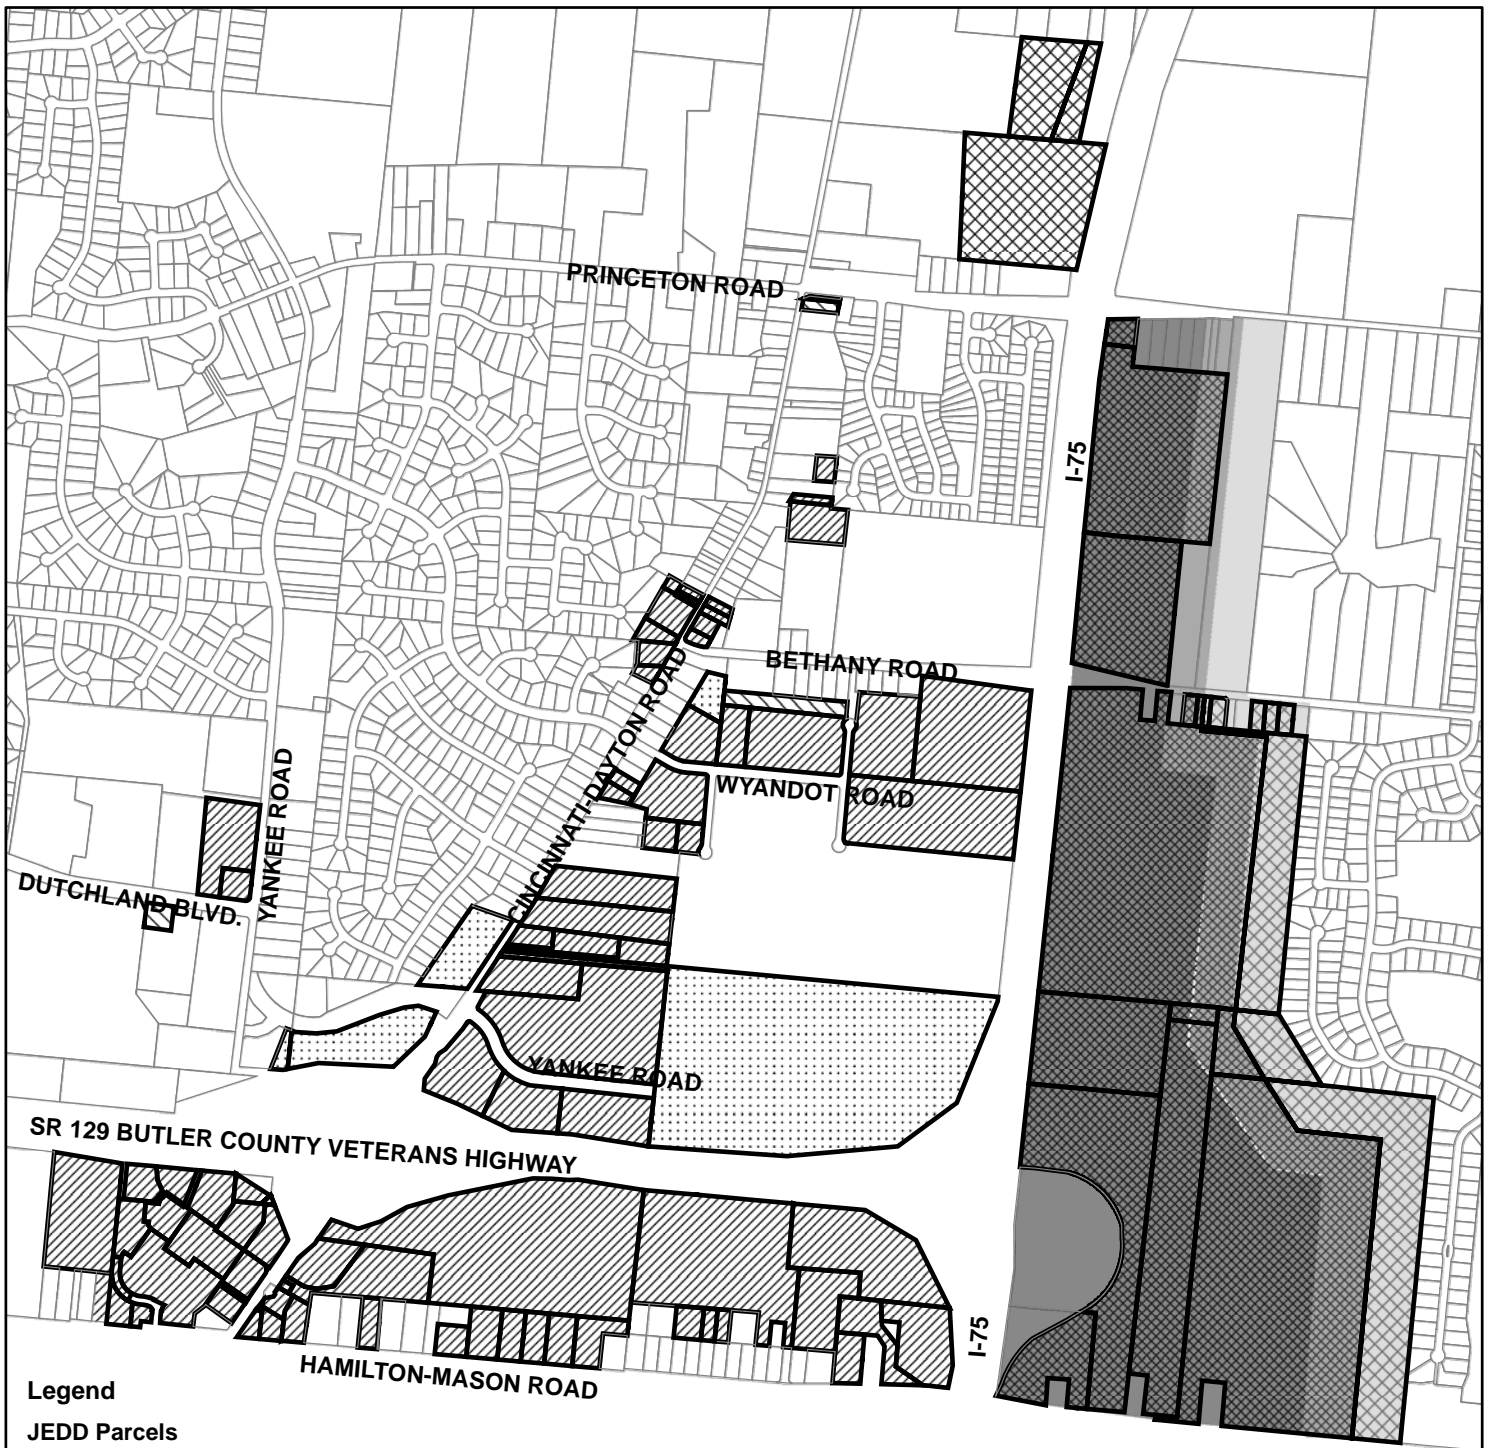 PRINCETON ROAD
I-75
BETHANY ROAD
CINCINNATI-DAYTON ROAD
WYANDOT ROAD
YANKEE ROAD
DUTCHLAND BLVD.
YANKEE ROAD
SR 129 BUTLER COUNTY VETERANS HIGHWAY
I-75
HAMILTON-MASON ROAD
Legend
JEDD Parcels